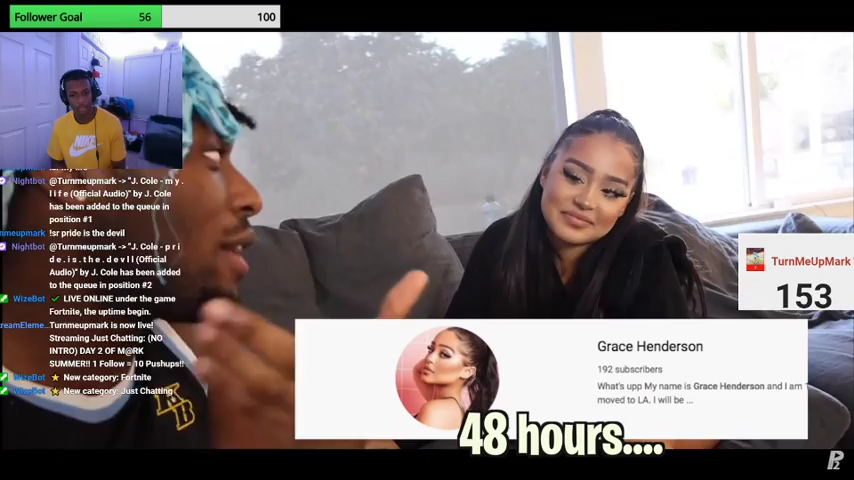 Follower Goal 56 100
Nightbot @Turnmeupmark -> "J. Cole - m y .
l i f e (Official Audio)" by J. Cole
has been added to the queue in
position #1
!sr pride is the devil
Nightbot @Turnmeupmark -> "J. Cole - p r i
d e . i s . t h e . d e v i l (Official
Audio)" by J. Cole has been added
to the queue in position #2
WizeBot LIVE ONLINE under the game
Fortnite, the uptime begin.
Turnmeupmark is now live!
Streaming Just Chatting: (NO
INTRO) DAY 2 OF M@RK
SUMMER!! 1 Follow = 10 Pushups!!
WizeBot New category: Fortnite
New category: Just Chatting
NIKE
TurnMeUpMark
153
Grace Henderson
192 subscribers
What's upp My name is Grace Henderson and I am
moved to LA. I will be ...
48 hours....